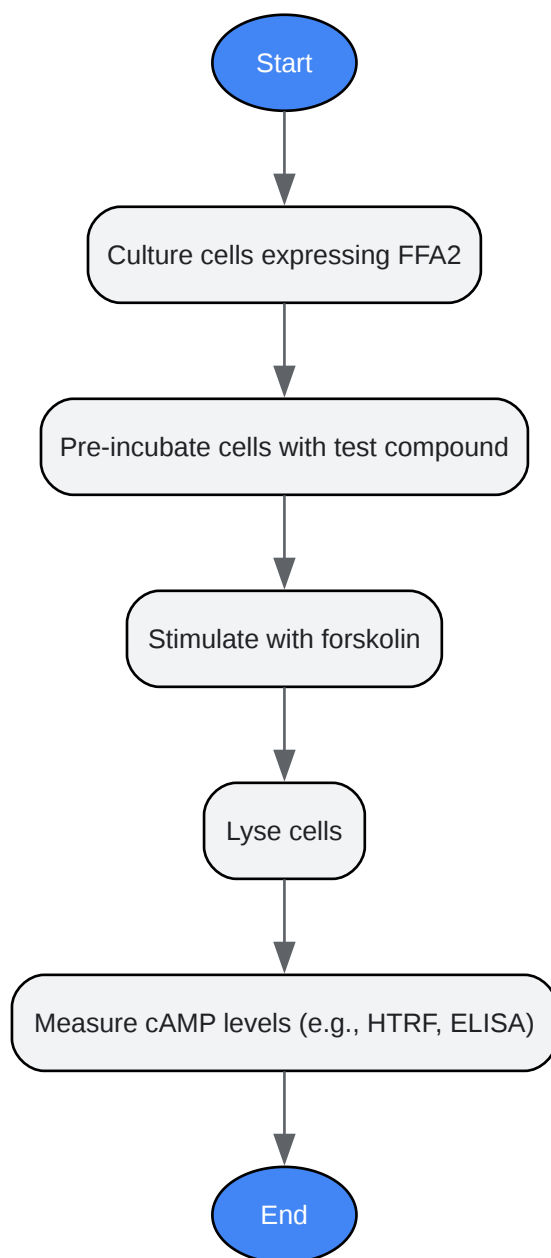 Start
Culture cells expressing FFA2
Pre-incubate cells with test compound
Stimulate with forskolin
Lyse cells
Measure cAMP levels (e.g., HTRF, ELISA)
End